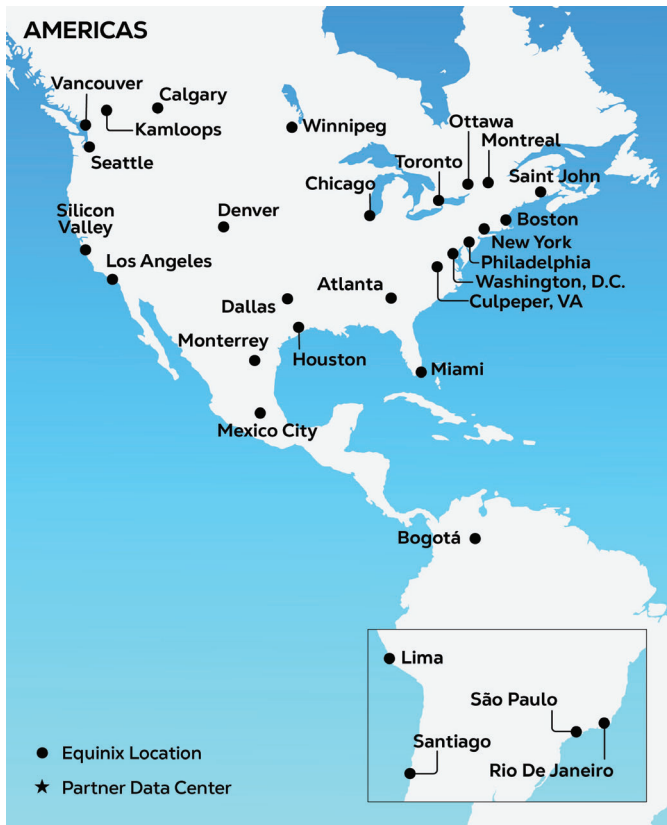 AMERICAS
Vancouver
Calgary
Kamloops
Seattle
Winnipeg
Ottawa
Montreal
Toronto
Saint John
Chicago
Silicon
Valley
Denver
Boston
New York
Los Angeles
Philadelphia
Washington, D.C.
Atlanta
Culpeper, VA
Dallas
Monterrey
Houston
Miami
Mexico City
Bogotá
Lima
São Paulo
Santiago
Rio De Janeiro
Equinix Location
Partner Data Center